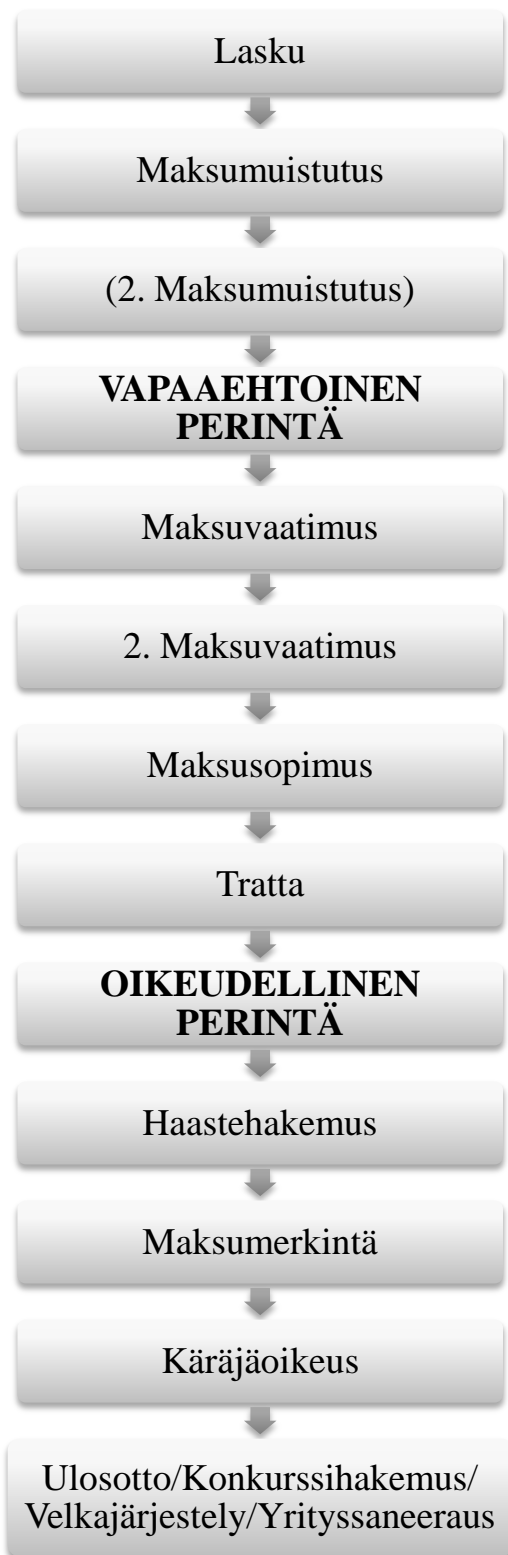 Lasku
Maksumuistutus
(2. Maksumuistutus)
VAPAAEHTOINEN
PERINTÄ
Maksuvaatimus
2. Maksuvaatimus
Maksusopimus
Tratta
OIKEUDELLINEN
PERINTÄ
Haastehakemus
Maksumerkintä
Käräjäoikeus
Ulosotto/Konkurssihakemus/
Velkajärjestely/Yrityssaneeraus